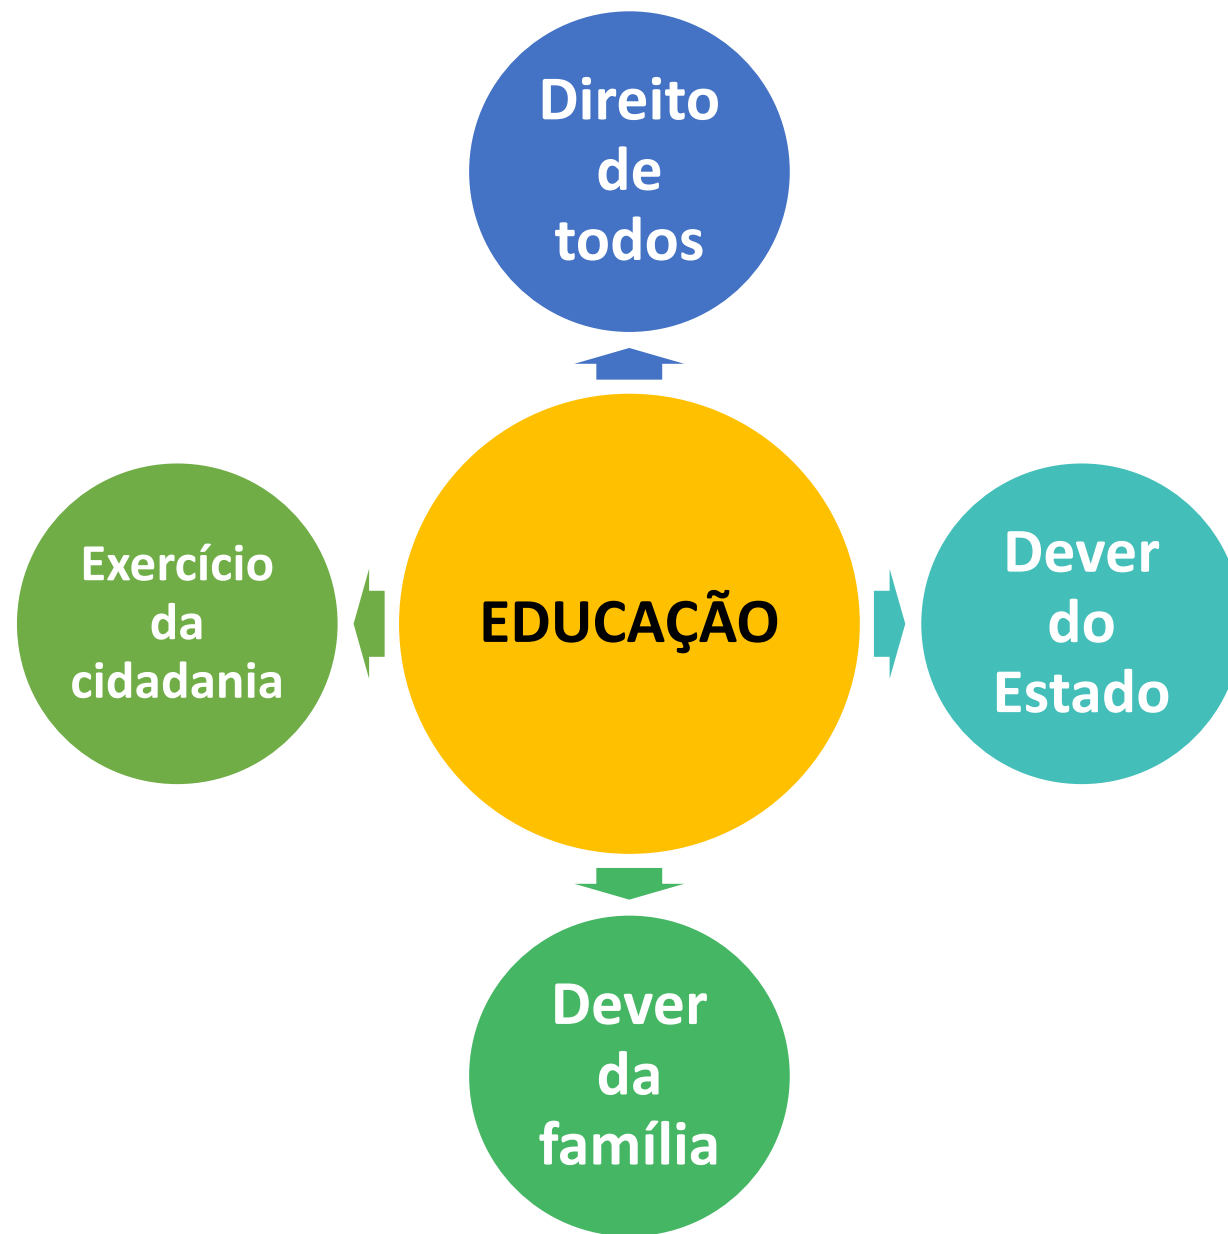 Direito
de
todos
Exercício
da
cidadania
EDUCAÇÃO
Dever
do
Estado
Dever
da
família